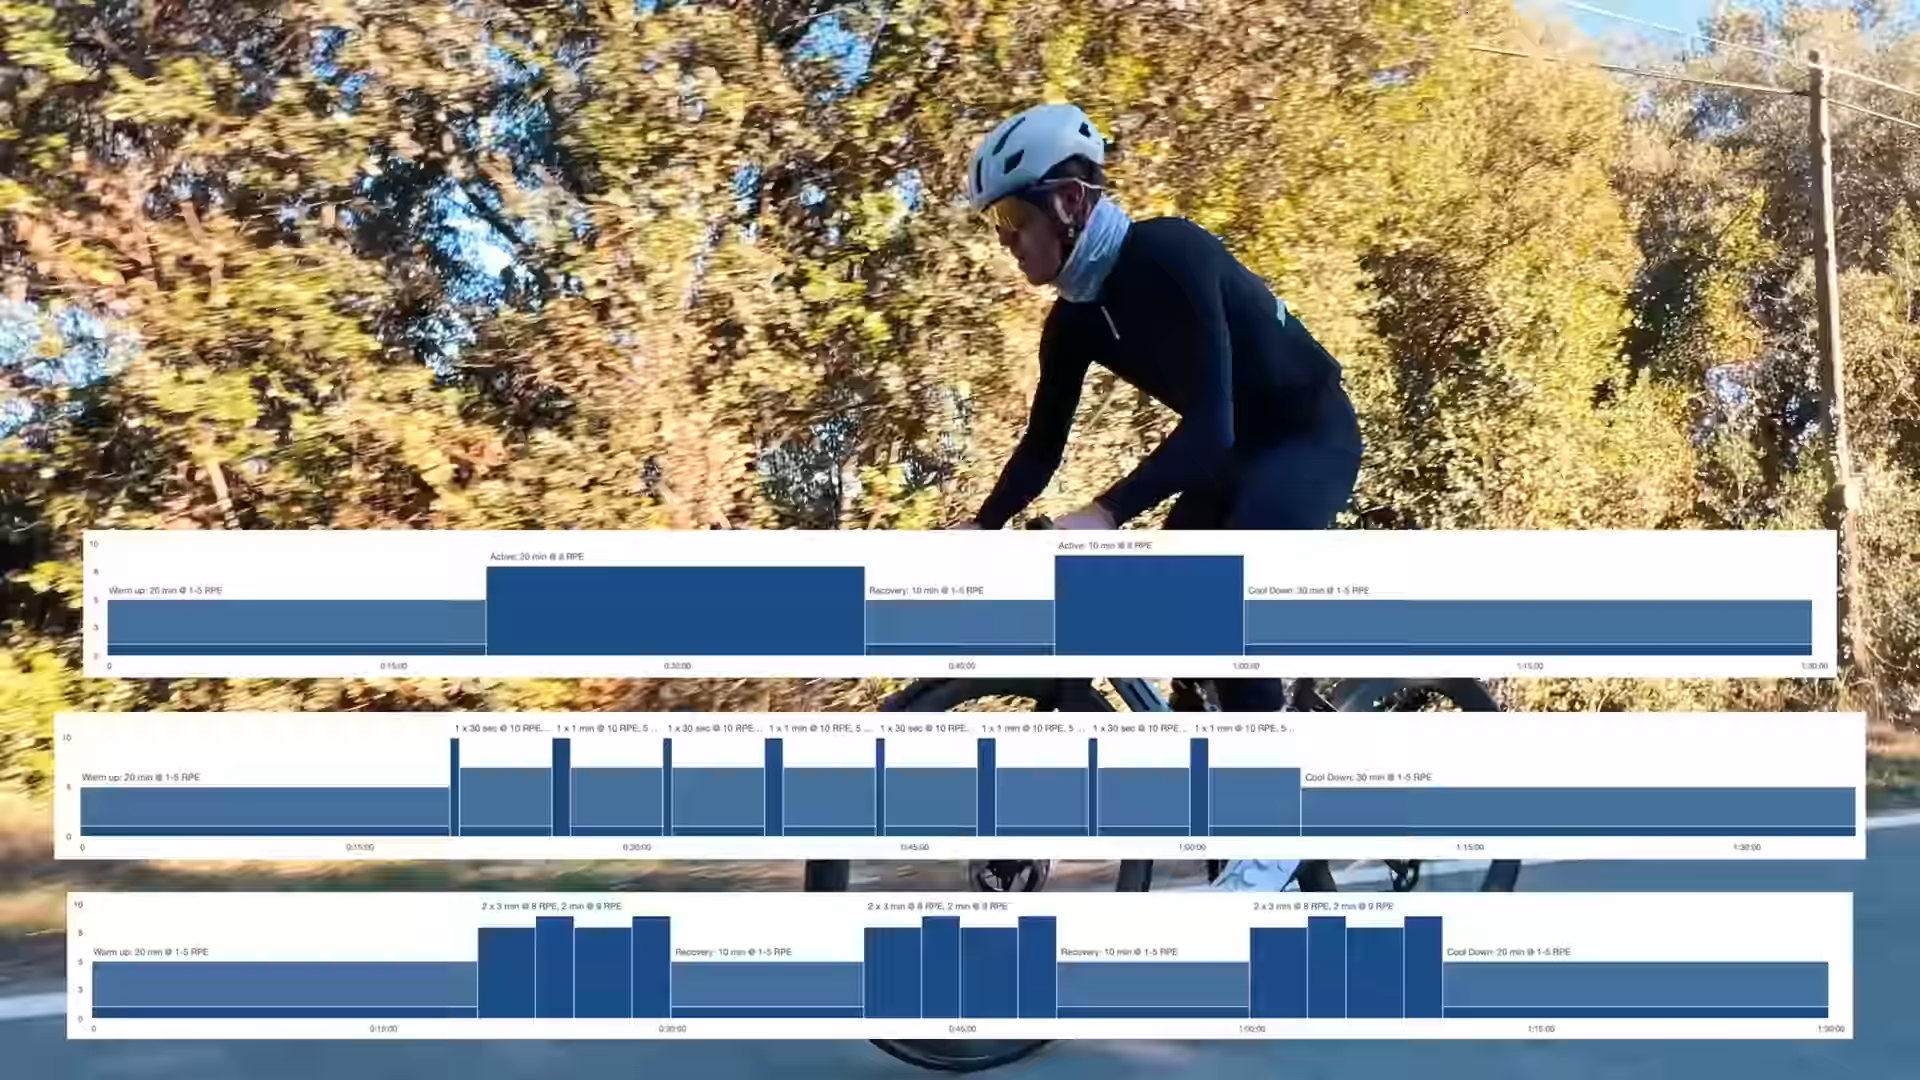 10
Active: 10 min @ 9 RPE
Active: 20 min @ 8 RPE
8
Warm up: 20 min @ 1-5 RPE
Recovery: 10 min @ 1-5 RPE
Cool Down: 30 min @ 1-5 RPE
5
3
0
0 0:15:00 0:30:00 0:45:00 1:00:00 1:15:00 1:30:00
1 x 30 sec @ 10 RPE,... 1 x 1 min @ 10 RPE, 5 ... 1 x 30 sec @ 10 RPE,... 1 x 1 min @ 10 RPE, 5 ... 1 x 30 sec @ 10 RPE, 1 x 1 min @ 10 RPE, 5 ... 1 x 30 sec @ 10 RPE,... 1 x 1 min @ 10 RPE, 5 ...
10
Warm up: 20 min @ 1-5 RPE
Cool Down: 30 min @ 1-5 RPE
5
0
0 0:15:00 0:30:00 0:45:00 1:00:00 1:15:00 1:30:00
10
2 x 3 min @ 8 RPE, 2 min @ 9 RPE 2 x 3 min @ 8 RPE, 2 min @ 9 RPE 2 x 3 min @ 8 RPE, 2 min @ 9 RPE
8
Warm up: 20 min @ 1-5 RPE
Recovery: 10 min @ 1-5 RPE
Recovery: 10 min @ 1-5 RPE
Cool Down: 20 min @ 1-5 RPE
5
3
0
0 0:15:00 0:30:00 0:45:00 1:00:00 1:15:00 1:30:00